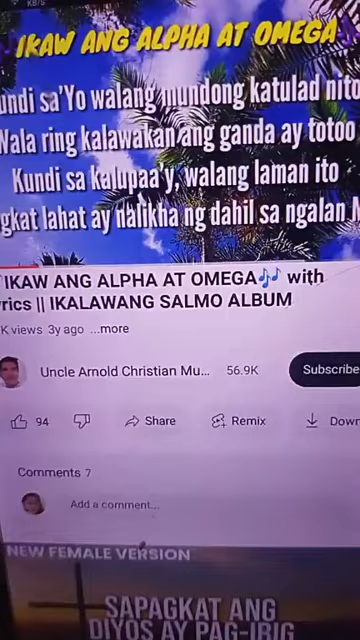 KB/s
IKAW ANG ALPHA AT OMEGA
undi sa'Yo walang mundong katulad nito
Wala ring kalawakan ang ganda ay totoo
Kundi sa kalupaa'y, walang laman ito
gkat lahat ay nalikha ng dahil sa ngalan
IKAW ANG ALPHA AT OMEGA🎶 with
rics || IKALAWANG SALMO ALBUM
K views 3y ago ...more
Uncle Arnold Christian Mu... 56.9K Subscribe
94 Share Remix Down
Comments 7
Add a comment...
NEW FEMALE VERSION
SAPAGKAT ANG
DIYOS AY PAG-IBIG